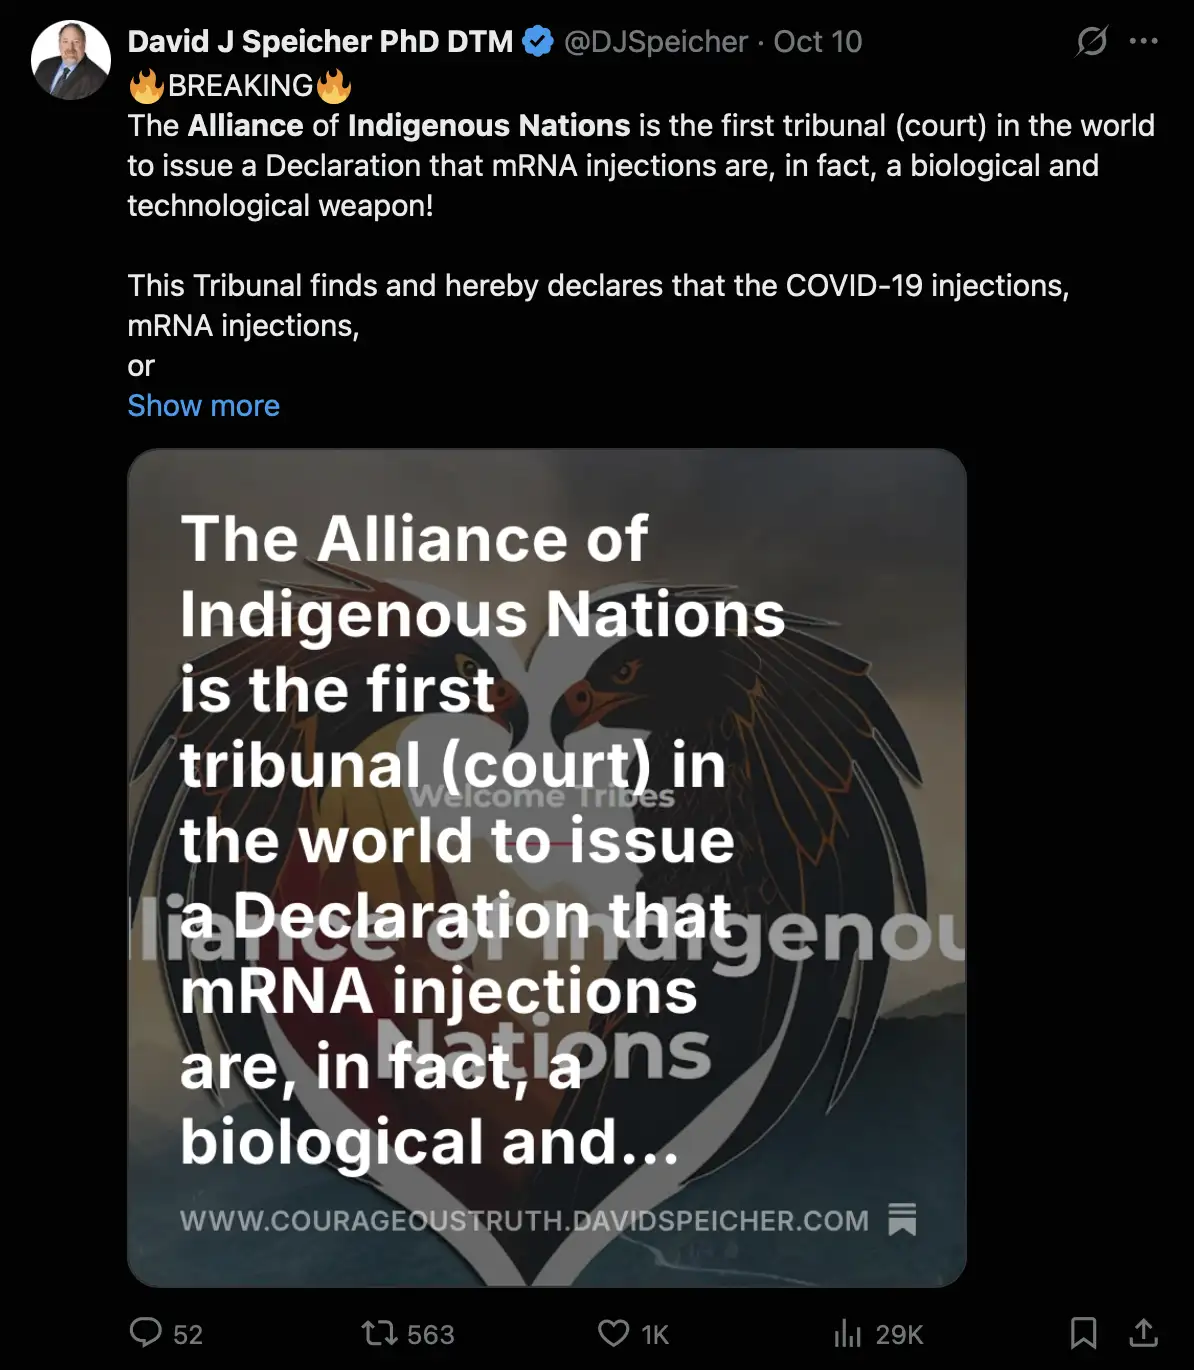 David J Speicher PhD DTM @DJSpeicher · Oct 10
🔥BREAKING🔥
The Alliance of Indigenous Nations is the first tribunal (court) in the world
to issue a Declaration that mRNA injections are, in fact, a biological and
technological weapon!
This Tribunal finds and hereby declares that the COVID-19 injections,
mRNA injections,
or
Show more
The Alliance of
Indigenous Nations
is the first
tribunal (court) in
Welcome Tribes
the world to issue
a Declaration that
lliance of Indigenou
mRNA injections
Nations
are, in fact, a
biological and...
WWW.COURAGEOUSTRUTH.DAVIDSPEICHER.COM
52 563 1K 29K